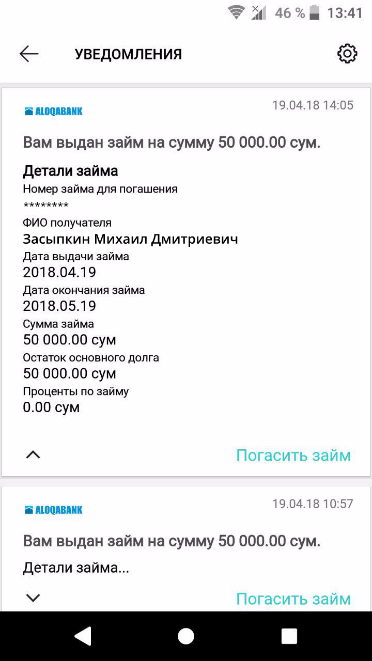 46 % 13:41
УВЕДОМЛЕНИЯ
ALOQABANK 19.04.18 14:05
Вам выдан займ на сумму 50 000.00 сум.
Детали займа
Номер займа для погашения
********
ФИО получателя
Засыпкин Михаил Дмитриевич
Дата выдачи займа
2018.04.19
Дата окончания займа
2018.05.19
Сумма займа
50 000.00 сум
Остаток основного долга
50 000.00 сум
Проценты по займу
0.00 сум
Погасить займ
ALOQABANK 19.04.18 10:57
Вам выдан займ на сумму 50 000.00 сум.
Детали займа...
Погасить займ